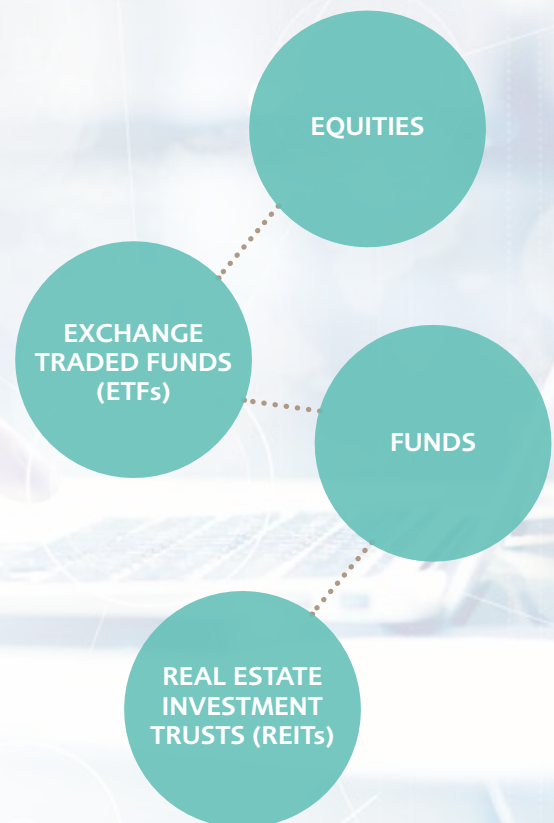 EQUITIES
EXCHANGE
TRADED FUNDS
(ETFs)
FUNDS
REAL ESTATE
INVESTMENT
TRUSTS (REITs)